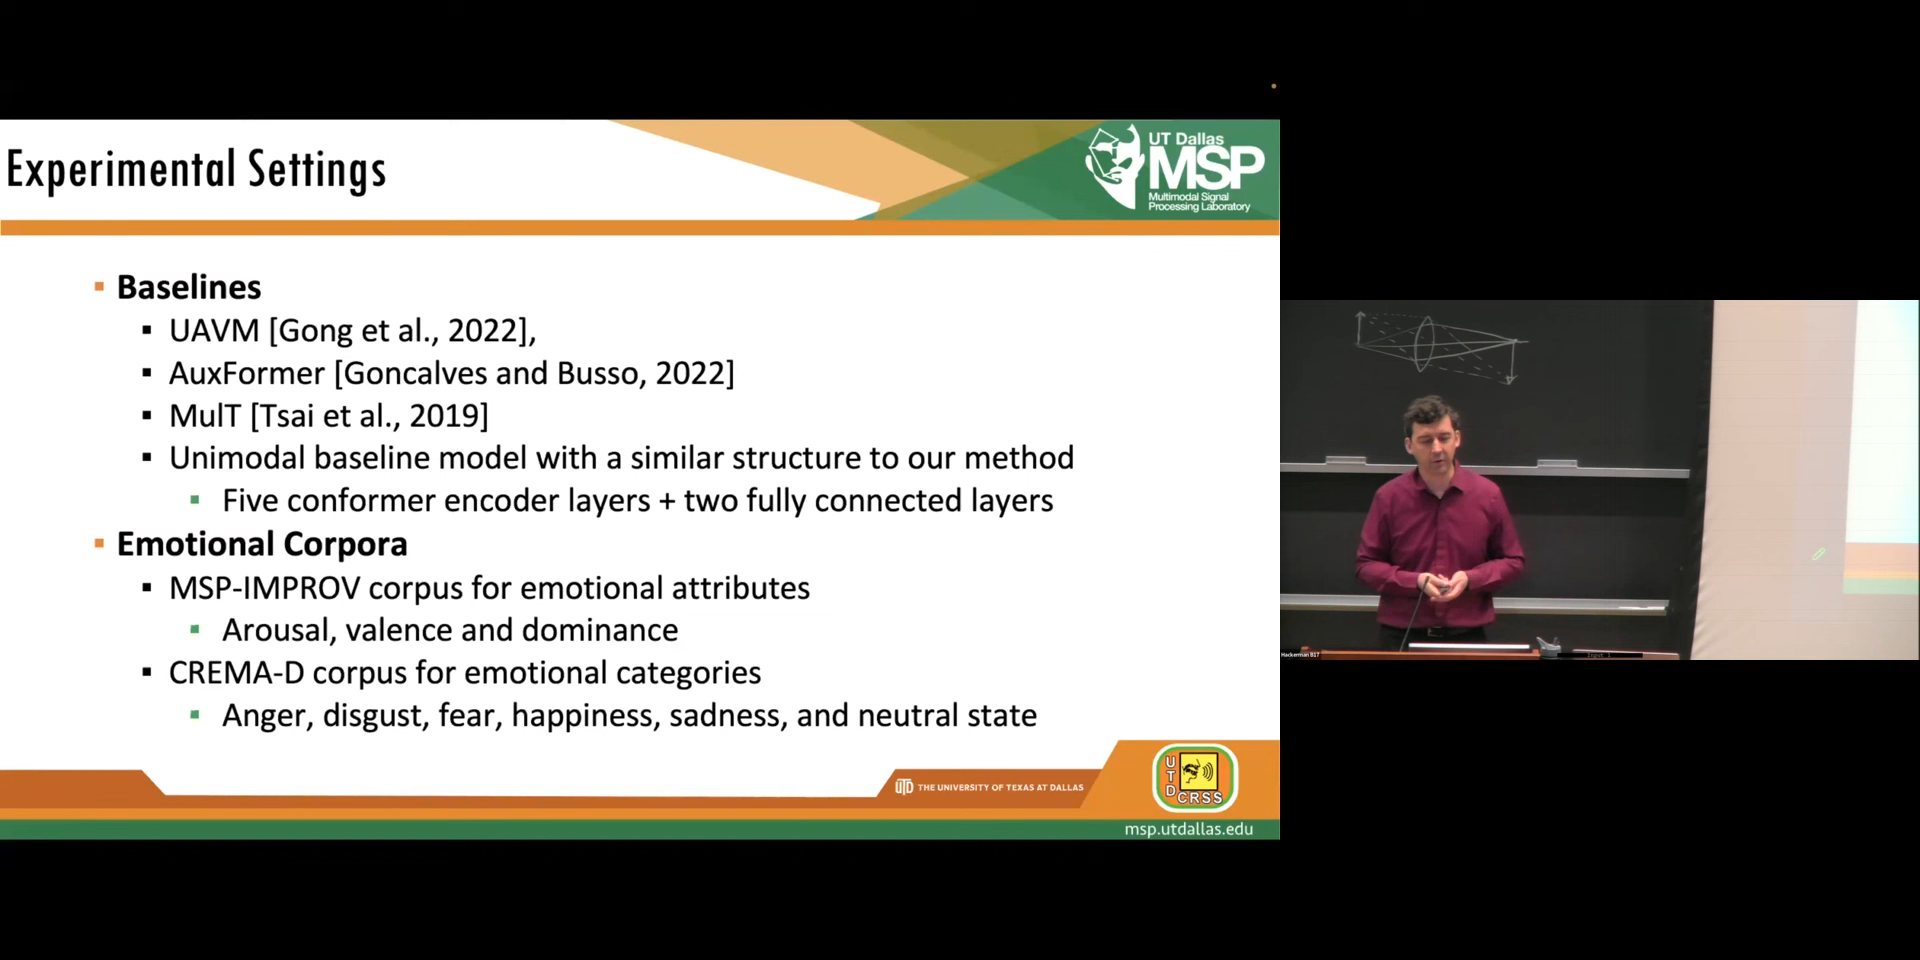 Experimental Settings
UT Dallas
MSP
Multimodal Signal
Processing Laboratory
▪ Baselines
▪ UAVM [Gong et al., 2022],
▪ AuxFormer [Goncalves and Busso, 2022]
▪ MulT [Tsai et al., 2019]
▪ Unimodal baseline model with a similar structure to our method
▪ Five conformer encoder layers + two fully connected layers
▪ Emotional Corpora
▪ MSP-IMPROV corpus for emotional attributes
▪ Arousal, valence and dominance
▪ CREMA-D corpus for emotional categories
▪ Anger, disgust, fear, happiness, sadness, and neutral state
UTD THE UNIVERSITY OF TEXAS AT DALLAS
UTD
CRSS
msp.utdallas.edu
Hackerman B17